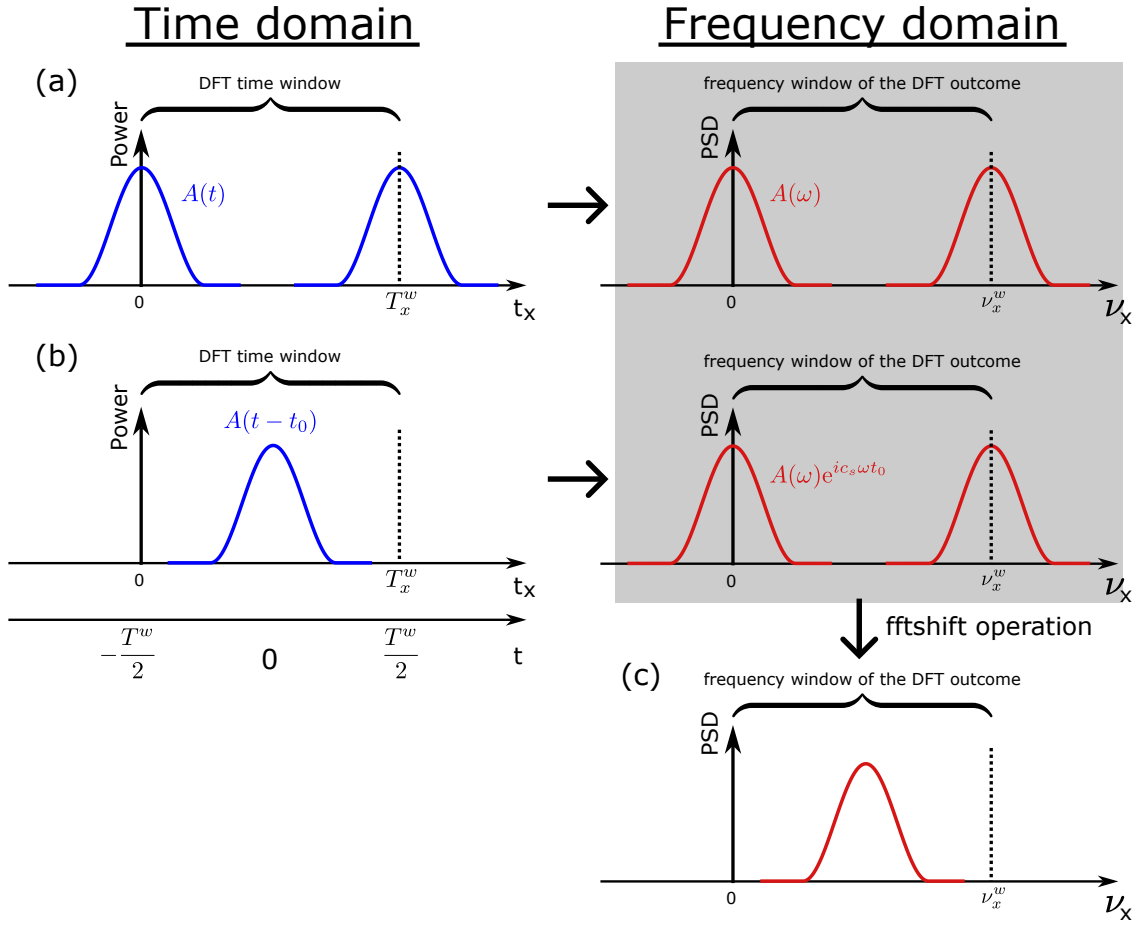 Time domain
Frequency domain
(a)
DFT time window
Power
A(t)
0
T_x^w
t_x
frequency window of the DFT outcome
PSD
A(ω)
0
ν_x^w
ν_x
(b)
DFT time window
Power
A(t − t_0)
0
T_x^w
t_x
−T^w/2
0
T^w/2
t
frequency window of the DFT outcome
PSD
A(ω)e^{ic_sωt_0}
0
ν_x^w
ν_x
fftshift operation
(c)
frequency window of the DFT outcome
PSD
0
ν_x^w
ν_x